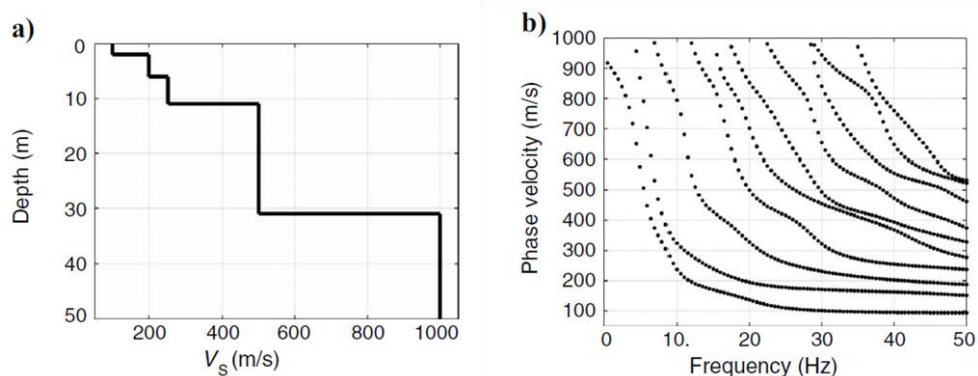 a)
0
10
20
30
40
50
Depth (m)
200 400 600 800 1000
V_S (m/s)
b)
1000
900
800
700
600
500
400
300
200
100
Phase velocity (m/s)
0 10. 20 30 40 50
Frequency (Hz)